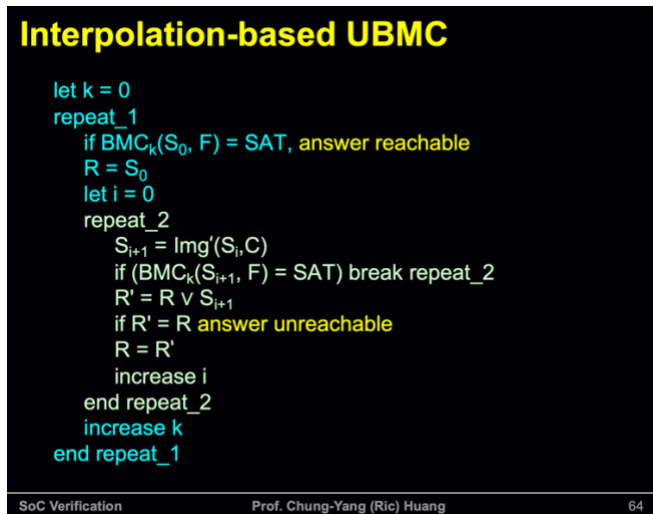 Interpolation-based UBMC
let k = 0
repeat_1
if BMCₖ(S₀, F) = SAT, answer reachable
R = S₀
let i = 0
repeat_2
Sᵢ₊₁ = Img'(Sᵢ,C)
if (BMCₖ(Sᵢ₊₁, F) = SAT) break repeat_2
R' = R ∨ Sᵢ₊₁
if R' = R answer unreachable
R = R'
increase i
end repeat_2
increase k
end repeat_1
SoC Verification Prof. Chung-Yang (Ric) Huang 64